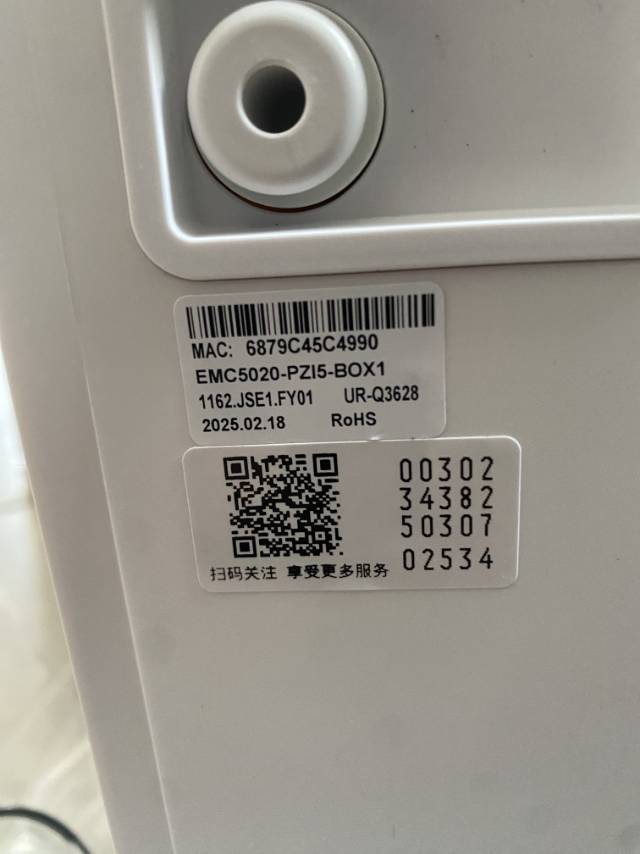 MAC: 6879C45C4990
EMC5020-PZI5-BOX1
1162.JSE1.FY01 UR-Q3628
2025.02.18 RoHS
00302
34382
50307
02534
扫码关注 享受更多服务